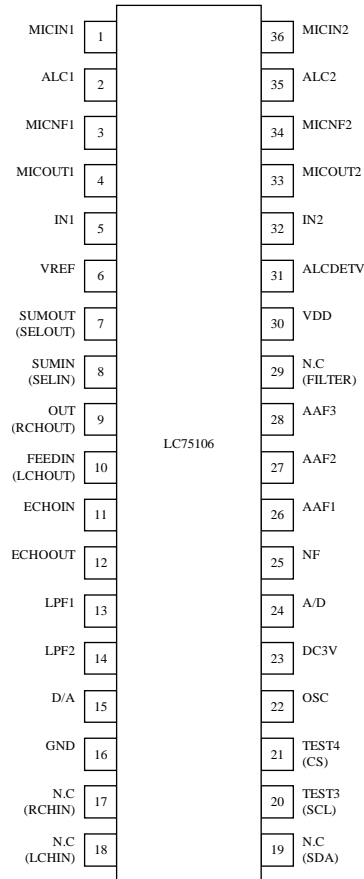 MICIN1 1
ALC1 2
MICNF1 3
MICOUT1 4
IN1 5
VREF 6
SUMOUT
(SELOUT) 7
SUMIN
(SELIN) 8
OUT
(RCHOUT) 9
FEEDIN
(LCHOUT) 10
ECHOIN 11
ECHOOUT 12
LPF1 13
LPF2 14
D/A 15
GND 16
N.C
(RCHIN) 17
N.C
(LCHIN) 18
LC75106
36 MICIN2
35 ALC2
34 MICNF2
33 MICOUT2
32 IN2
31 ALCDETV
30 VDD
29 N.C
(FILTER)
28 AAF3
27 AAF2
26 AAF1
25 NF
24 A/D
23 DC3V
22 OSC
21 TEST4
(CS)
20 TEST3
(SCL)
19 N.C
(SDA)